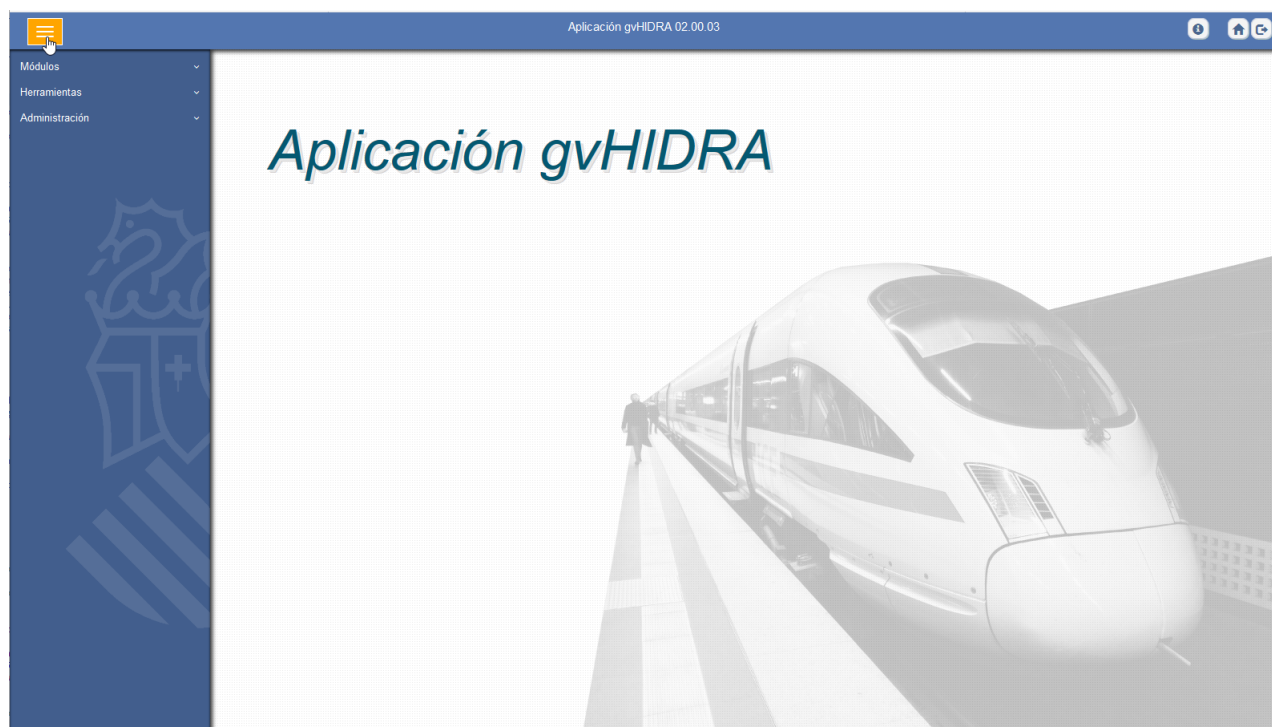 Aplicación gvHIDRA 02.00.03
Módulos
Herramientas
Administración
Aplicación gvHIDRA